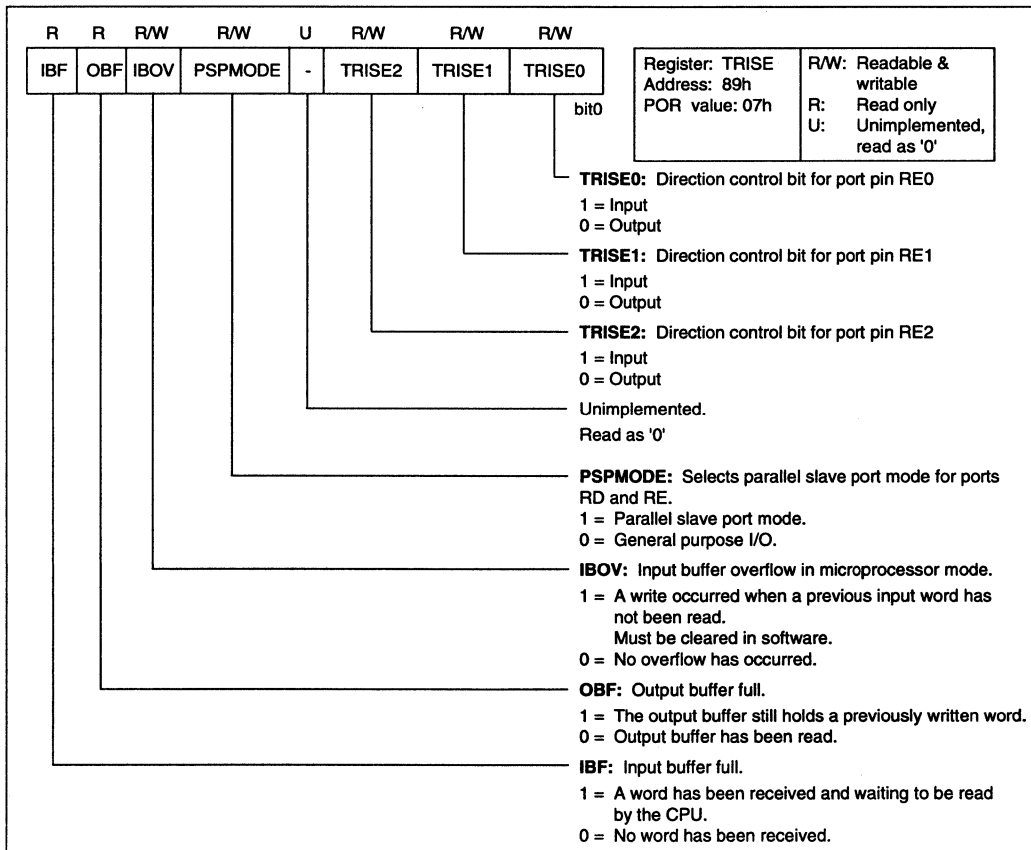 R R R/W R/W U R/W R/W R/W
IBF OBF IBOV PSPMODE - TRISE2 TRISE1 TRISE0
bit0
Register: TRISE
Address: 89h
POR value: 07h
R/W: Readable &
writable
R: Read only
U: Unimplemented,
read as '0'
TRISE0: Direction control bit for port pin RE0
1 = Input
0 = Output
TRISE1: Direction control bit for port pin RE1
1 = Input
0 = Output
TRISE2: Direction control bit for port pin RE2
1 = Input
0 = Output
Unimplemented.
Read as '0'
PSPMODE: Selects parallel slave port mode for ports
RD and RE.
1 = Parallel slave port mode.
0 = General purpose I/O.
IBOV: Input buffer overflow in microprocessor mode.
1 = A write occurred when a previous input word has
not been read.
Must be cleared in software.
0 = No overflow has occurred.
OBF: Output buffer full.
1 = The output buffer still holds a previously written word.
0 = Output buffer has been read.
IBF: Input buffer full.
1 = A word has been received and waiting to be read
by the CPU.
0 = No word has been received.